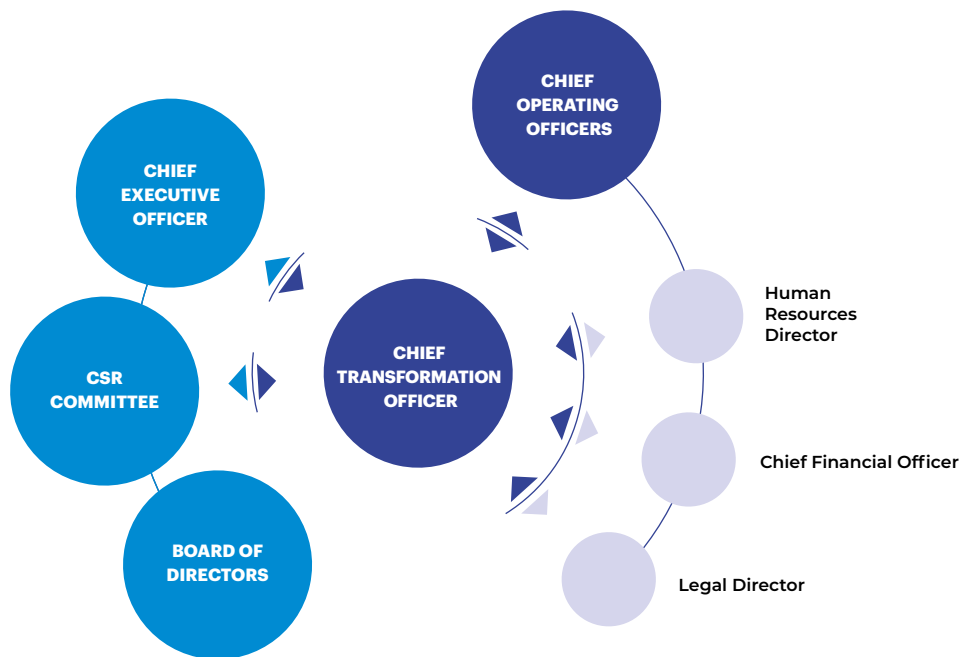 CHIEF
OPERATING
OFFICERS
CHIEF
EXECUTIVE
OFFICER
Human
Resources
Director
CHIEF
TRANSFORMATION
OFFICER
CSR
COMMITTEE
Chief Financial Officer
BOARD OF
DIRECTORS
Legal Director